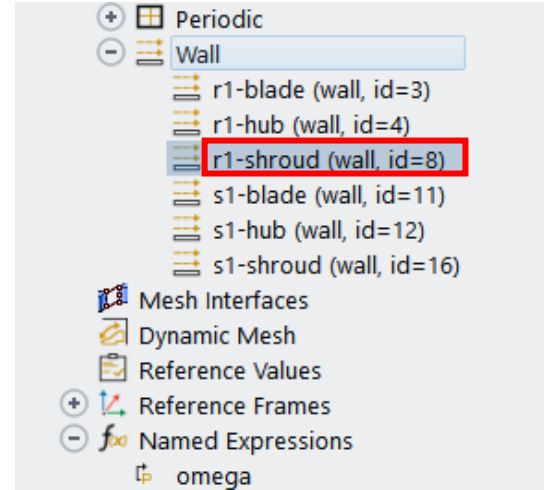 Periodic
Wall
r1-blade (wall, id=3)
r1-hub (wall, id=4)
r1-shroud (wall, id=8)
s1-blade (wall, id=11)
s1-hub (wall, id=12)
s1-shroud (wall, id=16)
Mesh Interfaces
Dynamic Mesh
Reference Values
Reference Frames
Named Expressions
omega